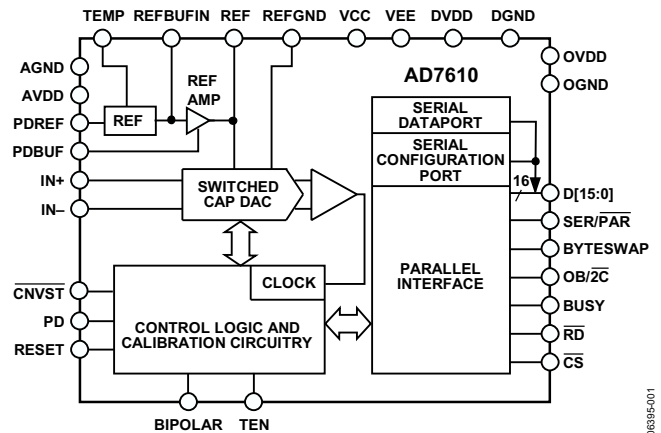 TEMP REFBUFIN REF REFGND VCC VEE DVDD DGND
AGND
AVDD
PDREF
PDBUF
IN+
IN–
CNVST
PD
RESET
REF
REF
AMP
SWITCHED
CAP DAC
CLOCK
CONTROL LOGIC AND
CALIBRATION CIRCUITRY
BIPOLAR TEN
AD7610
SERIAL
DATAPORT
SERIAL
CONFIGURATION
PORT
16
PARALLEL
INTERFACE
OVDD
OGND
D[15:0]
SER/PAR
BYTESWAP
OB/2C
BUSY
RD
CS
06395-001